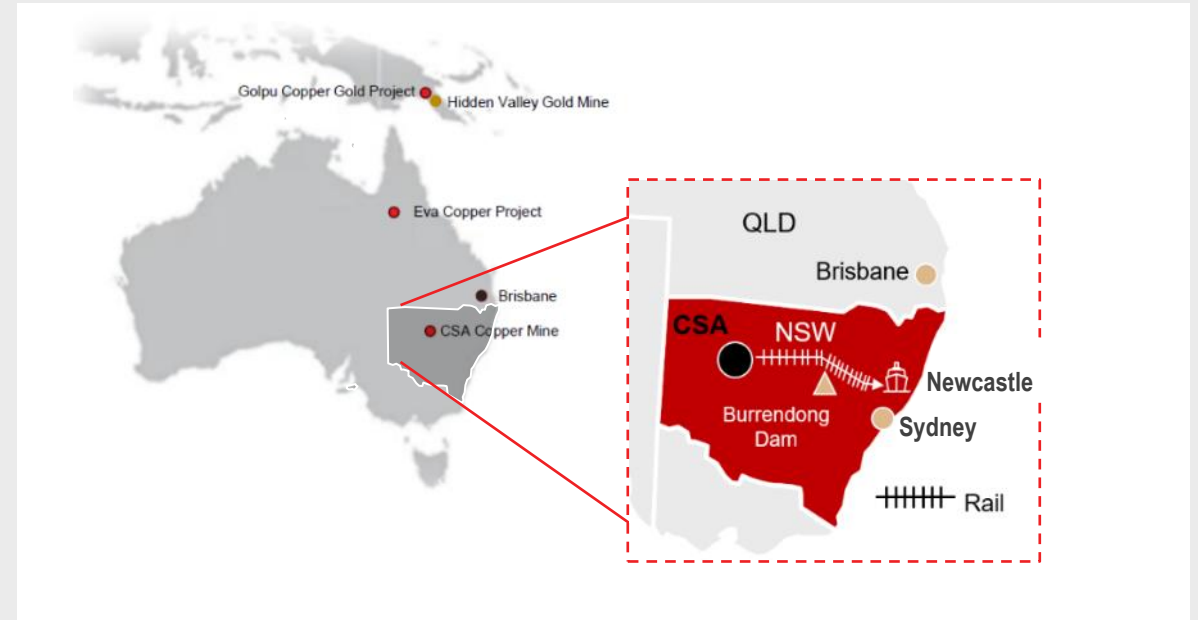 Golpu Copper Gold Project
Hidden Valley Gold Mine
Eva Copper Project
Brisbane
CSA Copper Mine
QLD
Brisbane
CSA
NSW
Newcastle
Burrendong
Dam
Sydney
Rail